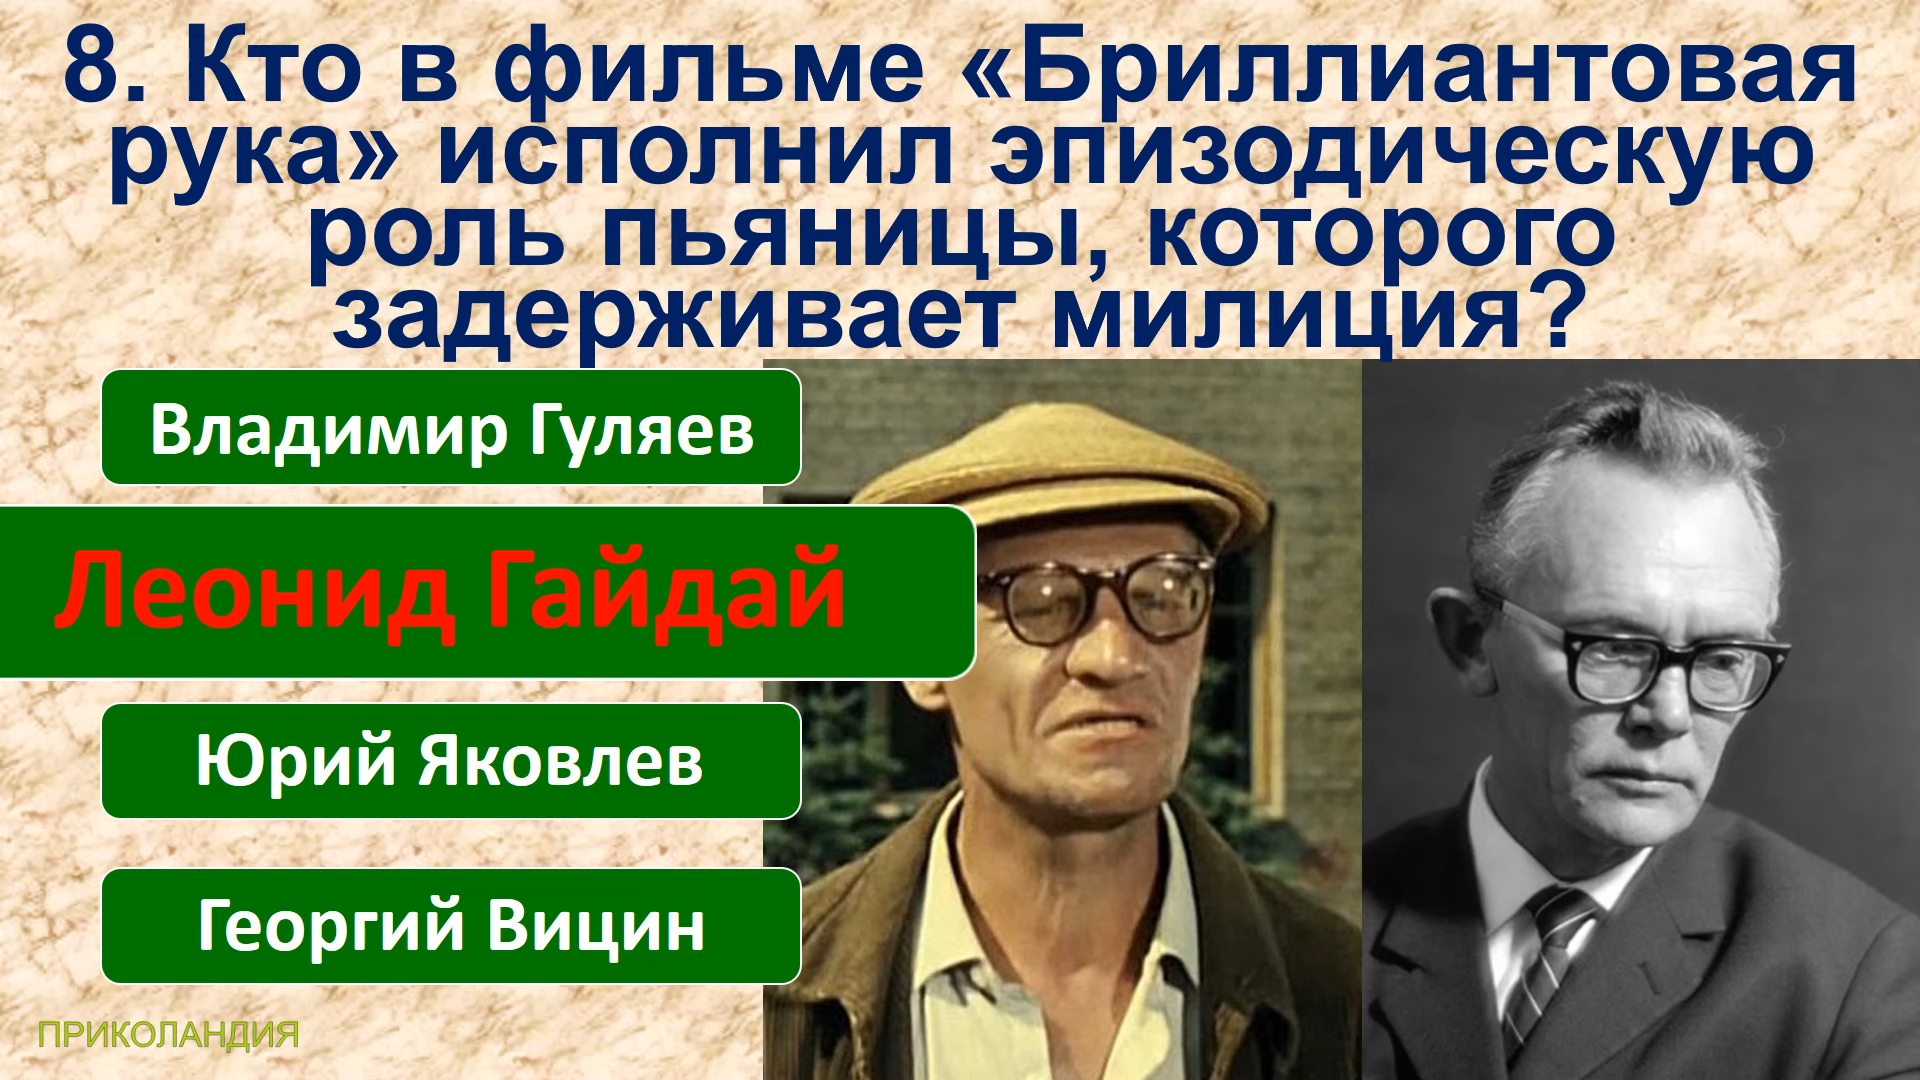 8. Кто в фильме «Бриллиантовая
рука» исполнил эпизодическую
роль пьяницы, которого
задерживает милиция?
Владимир Гуляев
Леонид Гайдай
Юрий Яковлев
Георгий Вицин
ПРИКОЛАНДИЯ